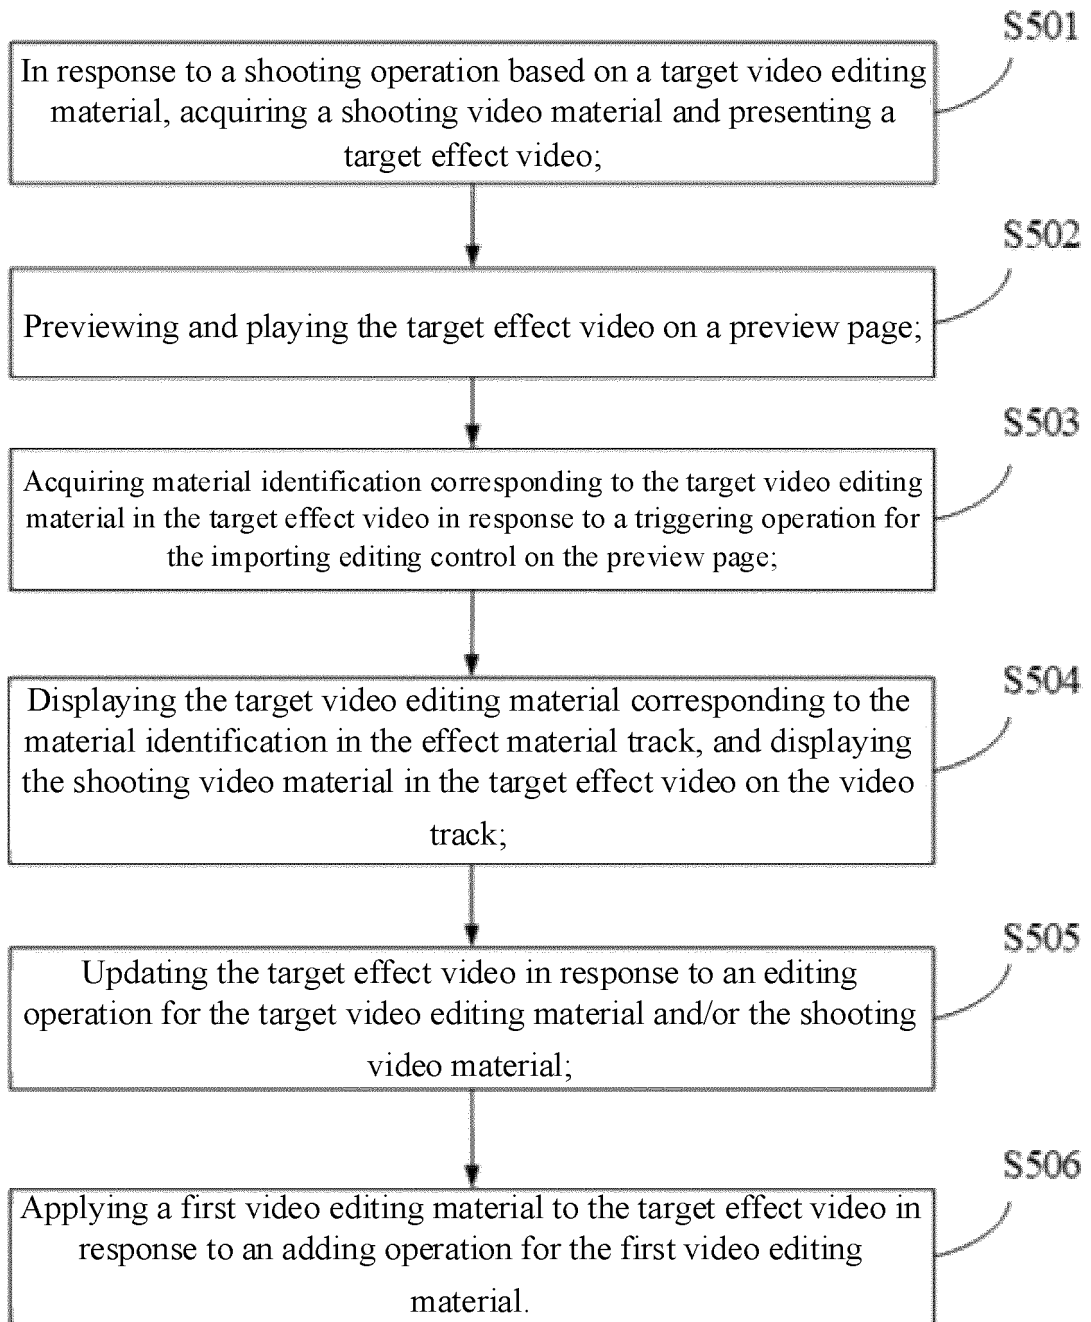 S501
In response to a shooting operation based on a target video editing
material, acquiring a shooting video material and presenting a
target effect video;
S502
Previewing and playing the target effect video on a preview page;
S503
Acquiring material identification corresponding to the target video editing
material in the target effect video in response to a triggering operation for
the importing editing control on the preview page;
S504
Displaying the target video editing material corresponding to the
material identification in the effect material track, and displaying
the shooting video material in the target effect video on the video
track;
S505
Updating the target effect video in response to an editing
operation for the target video editing material and/or the shooting
video material;
S506
Applying a first video editing material to the target effect video in
response to an adding operation for the first video editing
material.